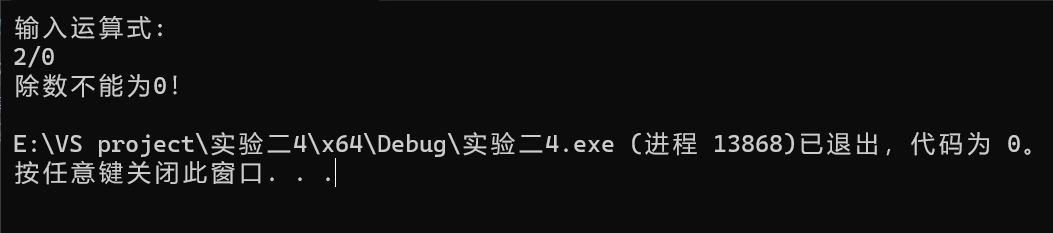 输入运算式:
2/0
除数不能为0!
E:\VS project\实验二4\x64\Debug\实验二4.exe (进程 13868)已退出，代码为 0。
按任意键关闭此窗口. . .